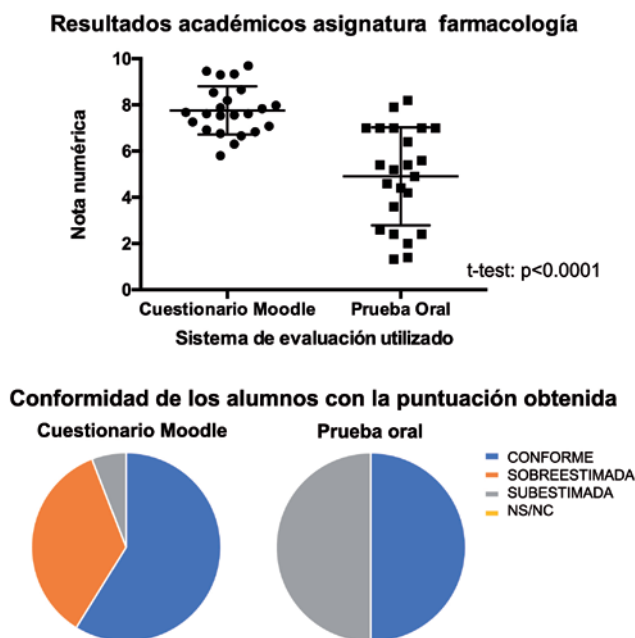 Resultados académicos asignatura farmacología
10
8
6
4
2
0
Nota numérica
t-test: p<0.0001
Cuestionario Moodle Prueba Oral
Sistema de evaluación utilizado
Conformidad de los alumnos con la puntuación obtenida
Cuestionario Moodle Prueba oral
CONFORME
SOBREESTIMADA
SUBESTIMADA
NS/NC